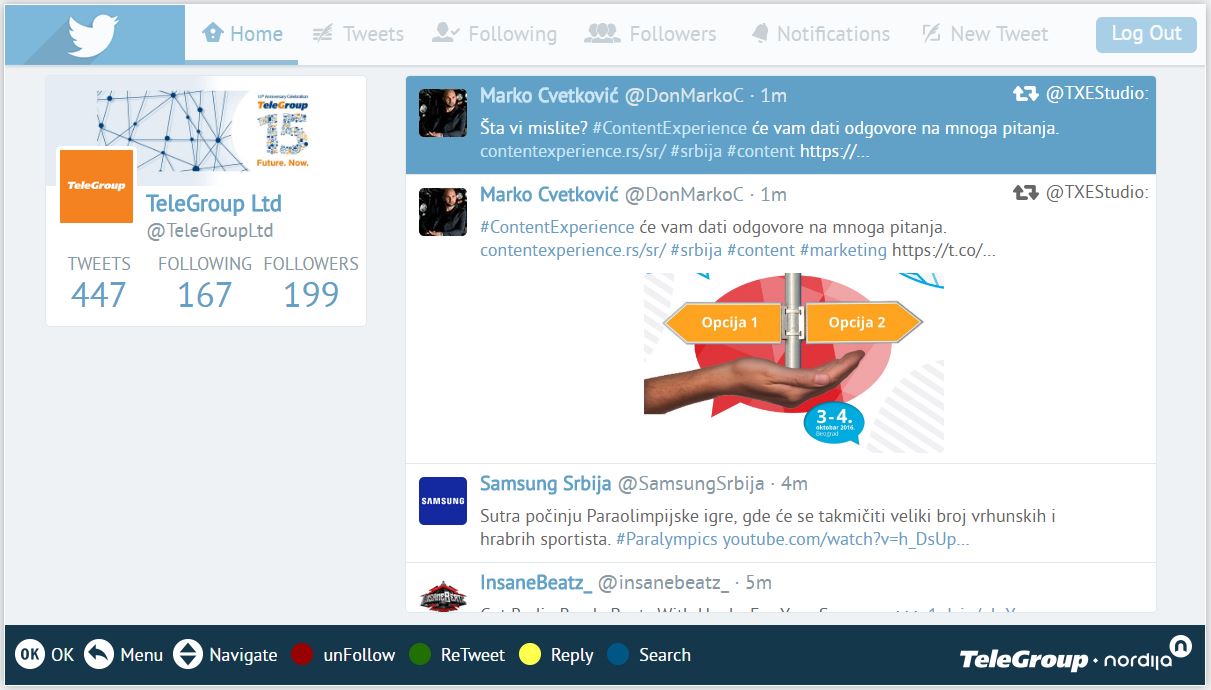 Home Tweets Following Followers Notifications New Tweet Log Out
15th Anniversary Celebration
TeleGroup
15
Future. Now.
TeleGroup
TeleGroup Ltd
@TeleGroupLtd
TWEETS FOLLOWING FOLLOWERS
447 167 199
Marko Cvetković @DonMarkoC · 1m @TXEStudio:
Šta vi mislite? #ContentExperience će vam dati odgovore na mnoga pitanja.
contentexperience.rs/sr/ #srbija #content https://…
Marko Cvetković @DonMarkoC · 1m @TXEStudio:
#ContentExperience će vam dati odgovore na mnoga pitanja.
contentexperience.rs/sr/ #srbija #content #marketing https://t.co/…
Opcija 1 Opcija 2
3-4.
oktobar 2016.
Beograd
SAMSUNG
Samsung Srbija @SamsungSrbija · 4m
Sutra počinju Paraolimpijske igre, gde će se takmičiti veliki broj vrhunskih i
hrabrih sportista. #Paralympics youtube.com/watch?v=h_DsUp…
INSANEBEATZ
InsaneBeatz_ @insanebeatz_ · 5m
OK OK Menu Navigate unFollow ReTweet Reply Search
TeleGroup · nordija n